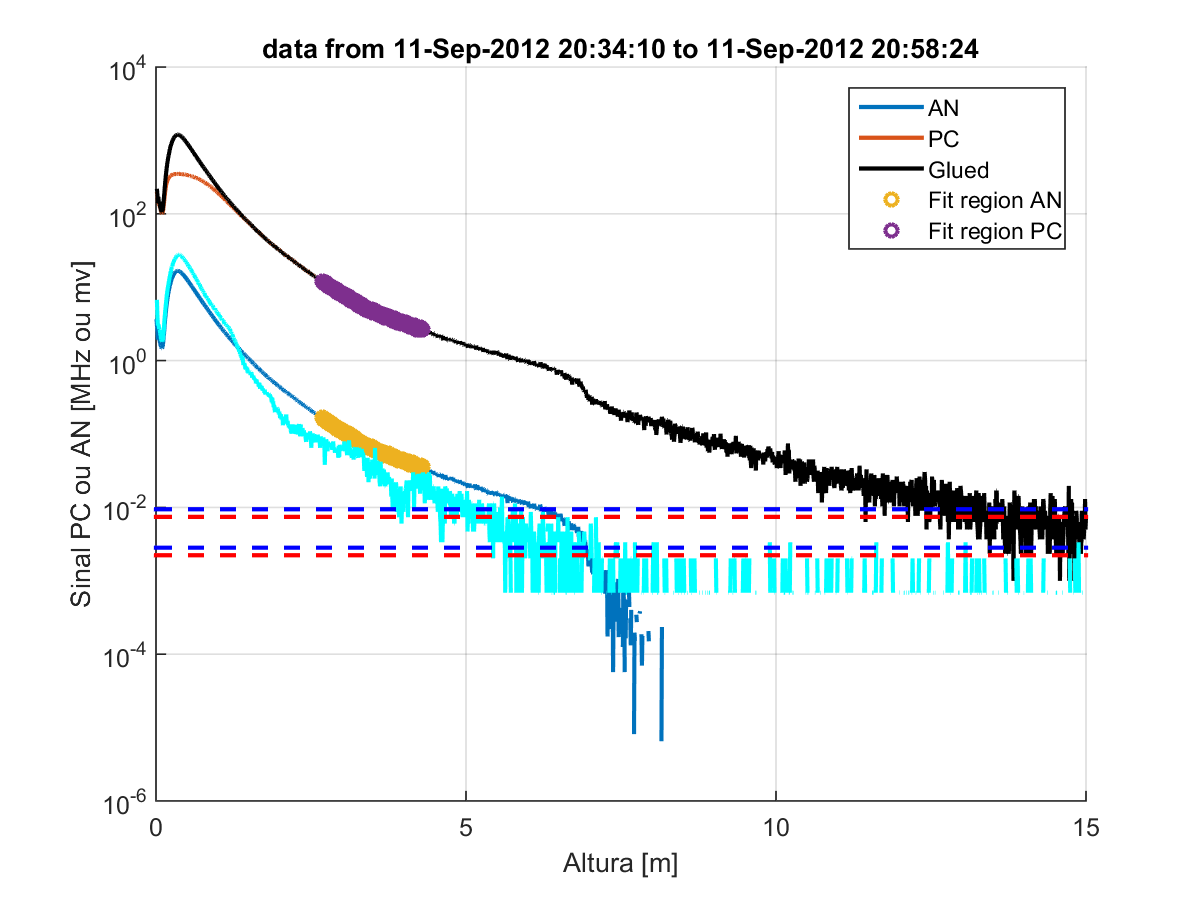 data from 11-Sep-2012 20:34:10 to 11-Sep-2012 20:58:24
AN
PC
Glued
Fit region AN
Fit region PC
Sinal PC ou AN [MHz ou mv]
10^4
10^2
10^0
10^-2
10^-4
10^-6
0 5 10 15
Altura [m]